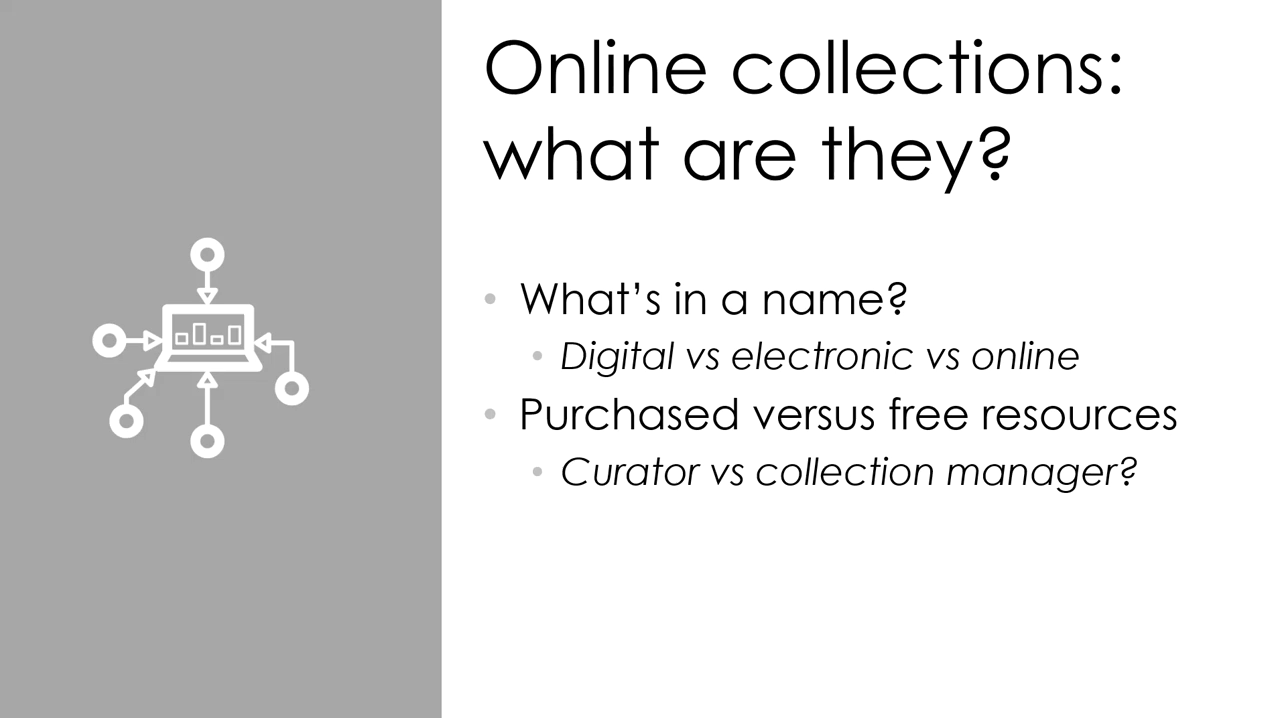 Online collections:
what are they?
• What’s in a name?
• Digital vs electronic vs online
• Purchased versus free resources
• Curator vs collection manager?